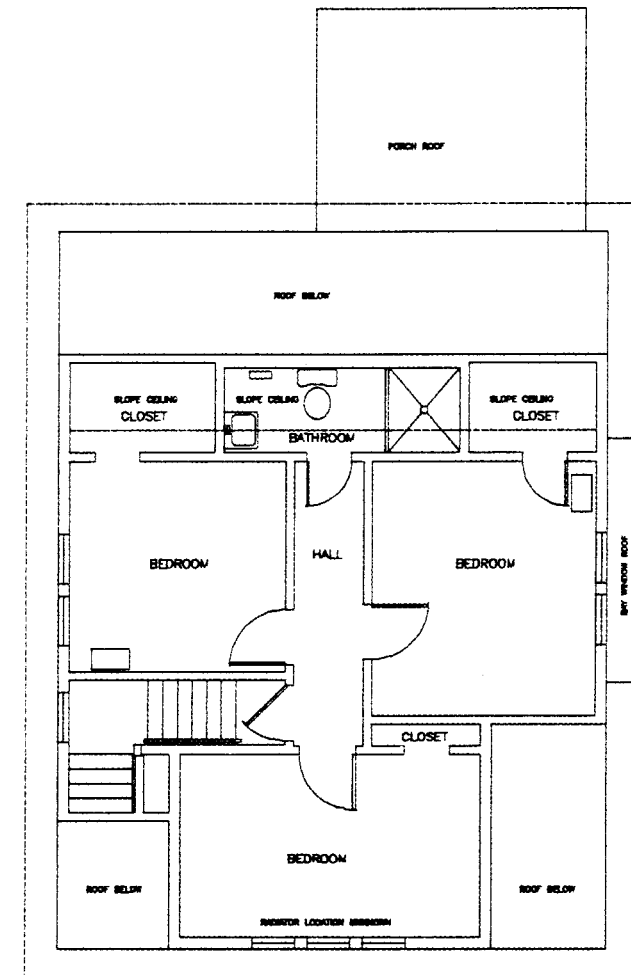 PORCH ROOF
ROOF BELOW
SLOPE CEILING
CLOSET
SLOPE CEILING
BATHROOM
SLOPE CEILING
CLOSET
BEDROOM
HALL
BEDROOM
BAY WINDOW ROOF
CLOSET
BEDROOM
ROOF BELOW
ROOF BELOW
RADIATOR LOCATION UNKNOWN